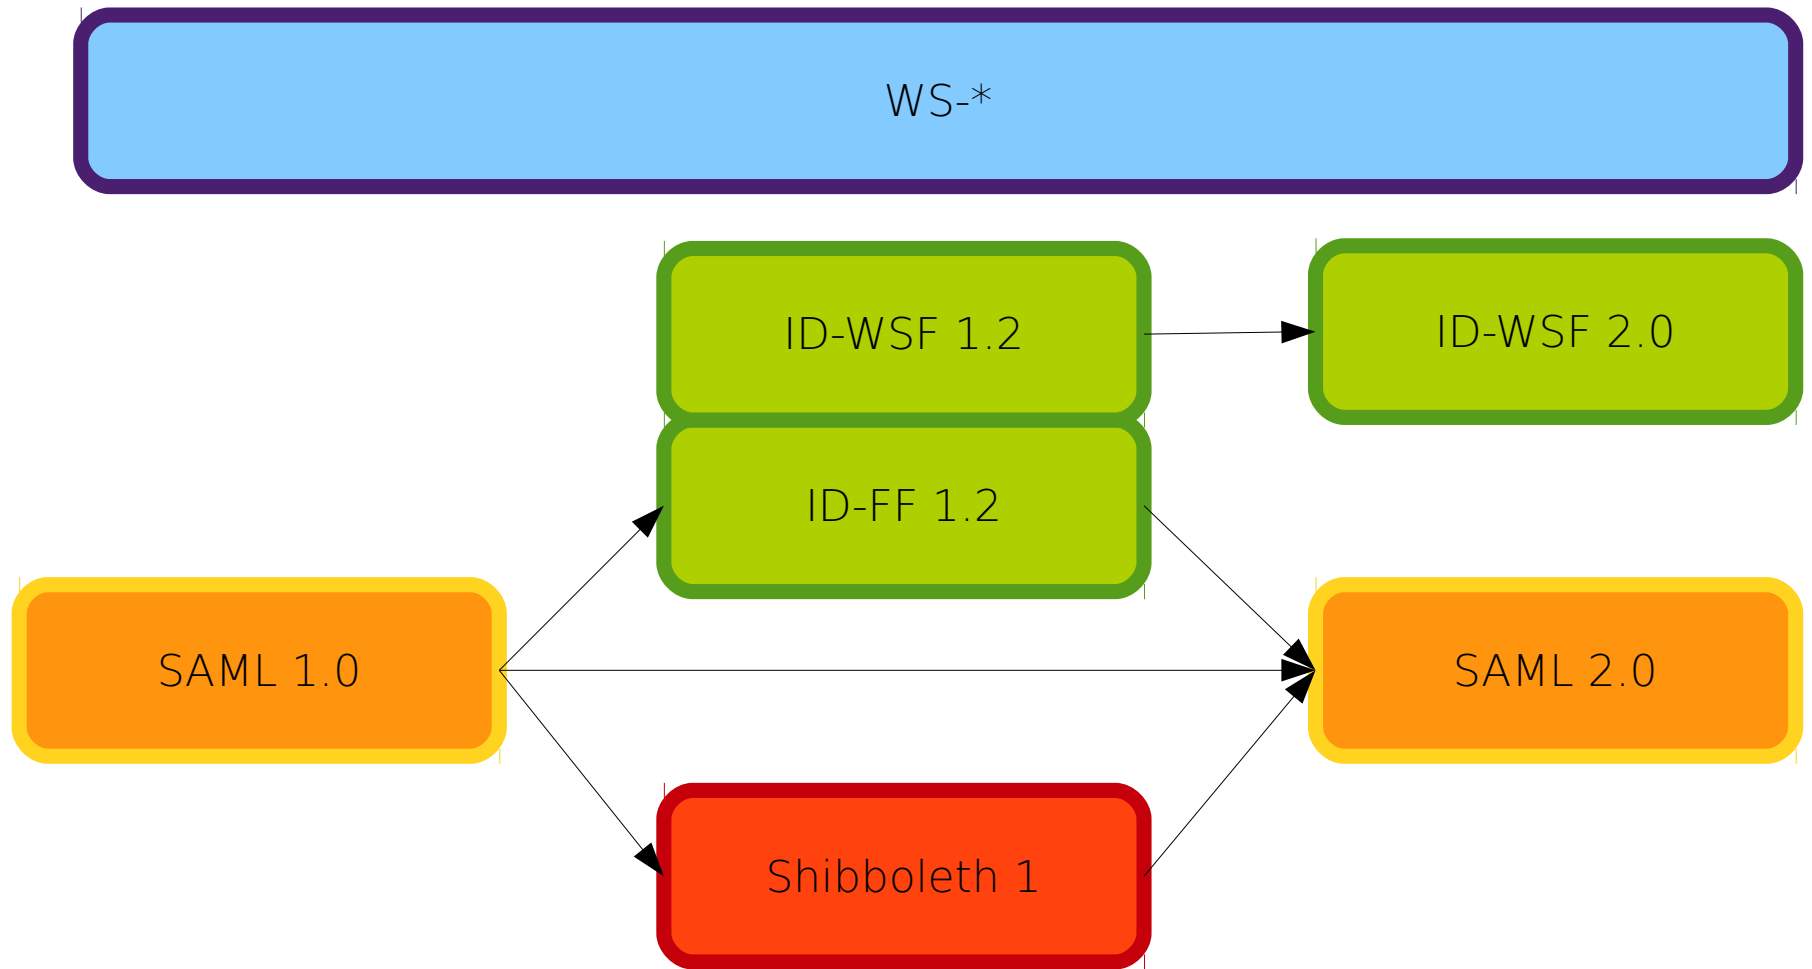 WS-*
ID-WSF 1.2
ID-WSF 2.0
ID-FF 1.2
SAML 1.0
SAML 2.0
Shibboleth 1